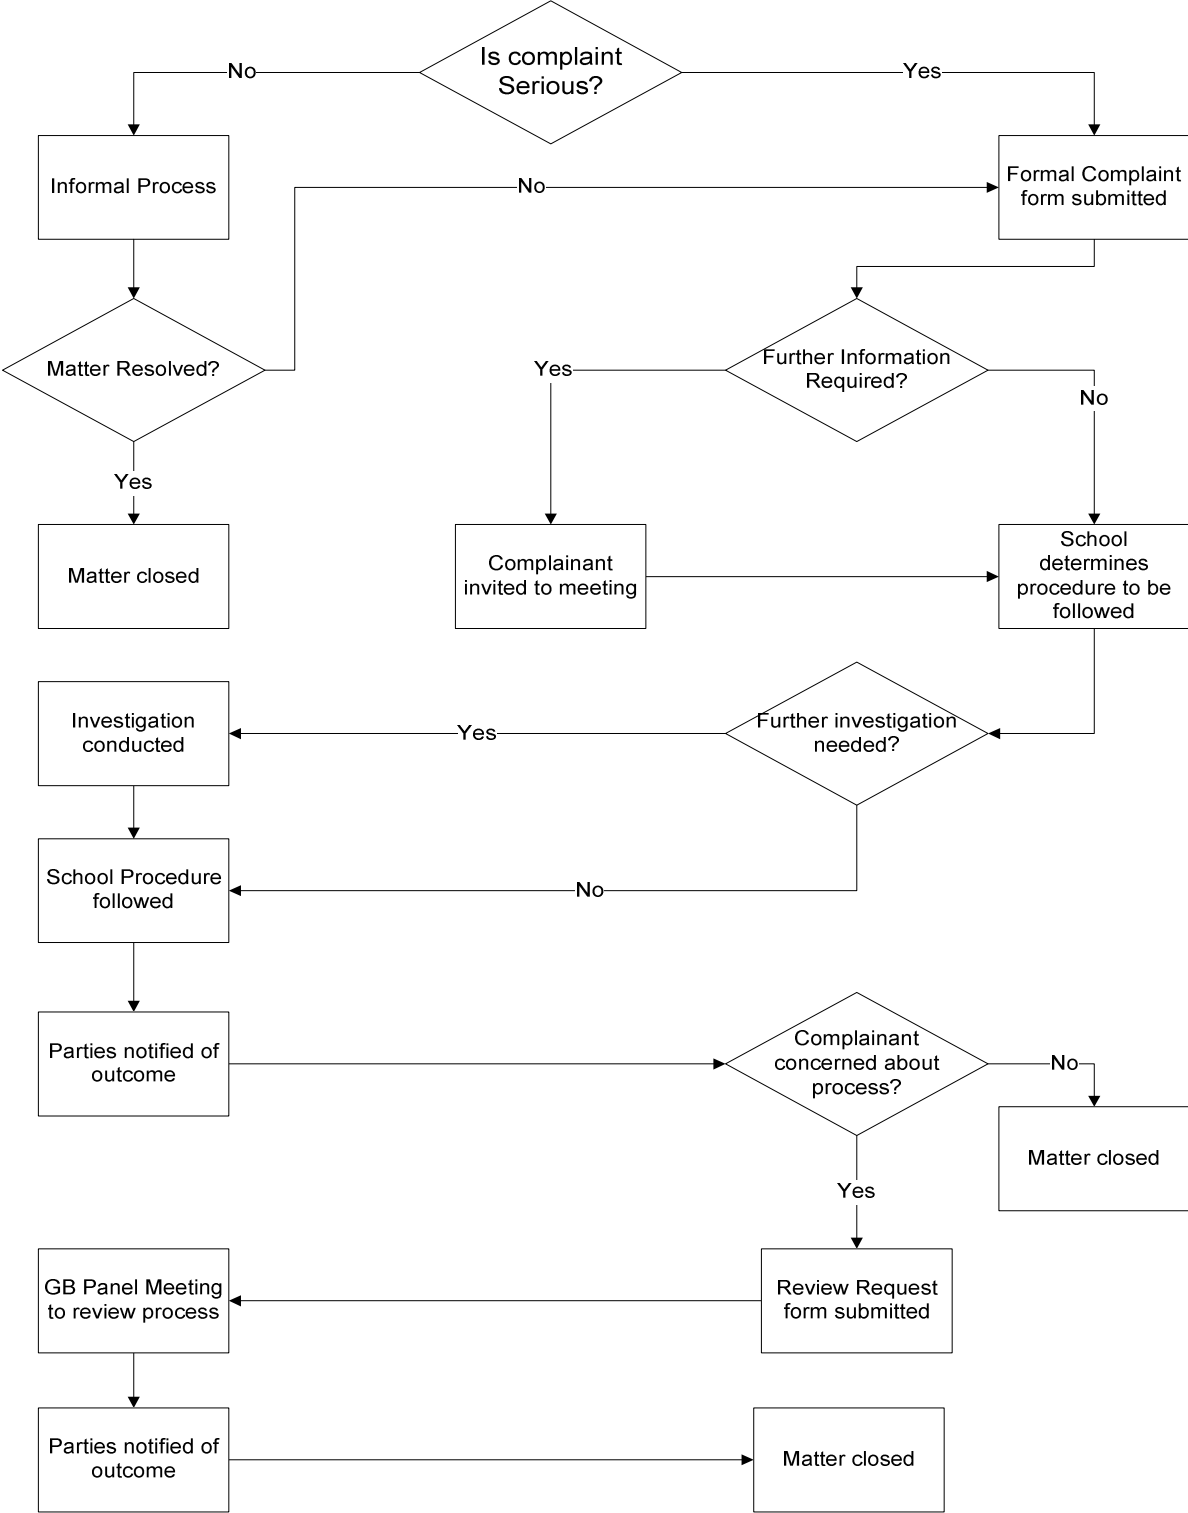 Is complaint
Serious?
No
Yes
Informal Process
Formal Complaint
form submitted
No
Matter Resolved?
Further Information
Required?
Yes
No
Yes
Matter closed
Complainant
invited to meeting
School
determines
procedure to be
followed
Investigation
conducted
Yes
Further investigation
needed?
School Procedure
followed
No
Parties notified of
outcome
Complainant
concerned about
process?
No
Matter closed
Yes
GB Panel Meeting
to review process
Review Request
form submitted
Parties notified of
outcome
Matter closed